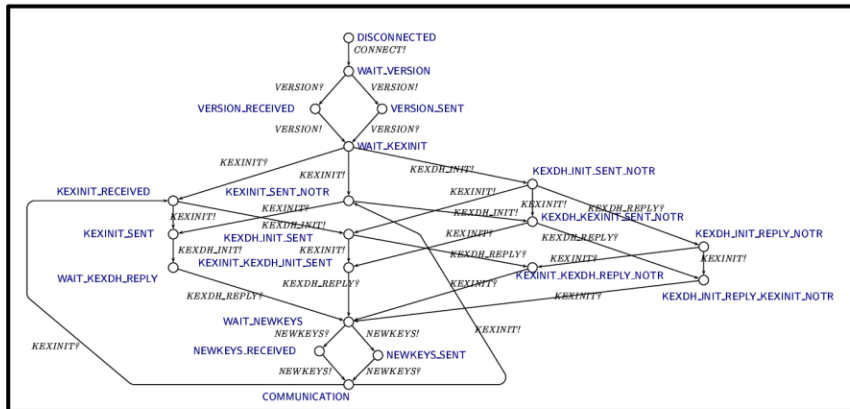 DISCONNECTED
CONNECT!
WAIT_VERSION
VERSION?
VERSION!
VERSION_RECEIVED
VERSION_SENT
VERSION!
VERSION?
WAIT_KEXINIT
KEXINIT?
KEXINIT!
KEXDH_INIT!
KEXDH_INIT_SENT_NOTR
KEXINIT_RECEIVED
KEXINIT_SENT_NOTR
KEXINIT!
KEXINIT!
KEXDH_REPLY?
KEXINIT!
KEXINIT?
KEXDH_INIT!
KEXDH_INIT!
KEXDH_KEXINIT_SENT_NOTR
KEXINIT_SENT
KEXDH_INIT_SENT
KEXDH_REPLY?
KEXDH_INIT_REPLY_NOTR
KEXDH_INIT!
KEXINIT!
KEXINIT!
KEXDH_REPLY?
KEXINIT?
KEXINIT!
KEXINIT_KEXDH_INIT_SENT
WAIT_KEXDH_REPLY
KEXINIT_KEXDH_REPLY_NOTR
KEXDH_REPLY?
KEXINIT?
KEXDH_INIT_REPLY_KEXINIT_NOTR
KEXDH_REPLY?
KEXINIT?
WAIT_NEWKEYS
NEWKEYS?
NEWKEYS!
KEXINIT!
KEXINIT?
NEWKEYS_RECEIVED
NEWKEYS_SENT
NEWKEYS!
NEWKEYS?
COMMUNICATION